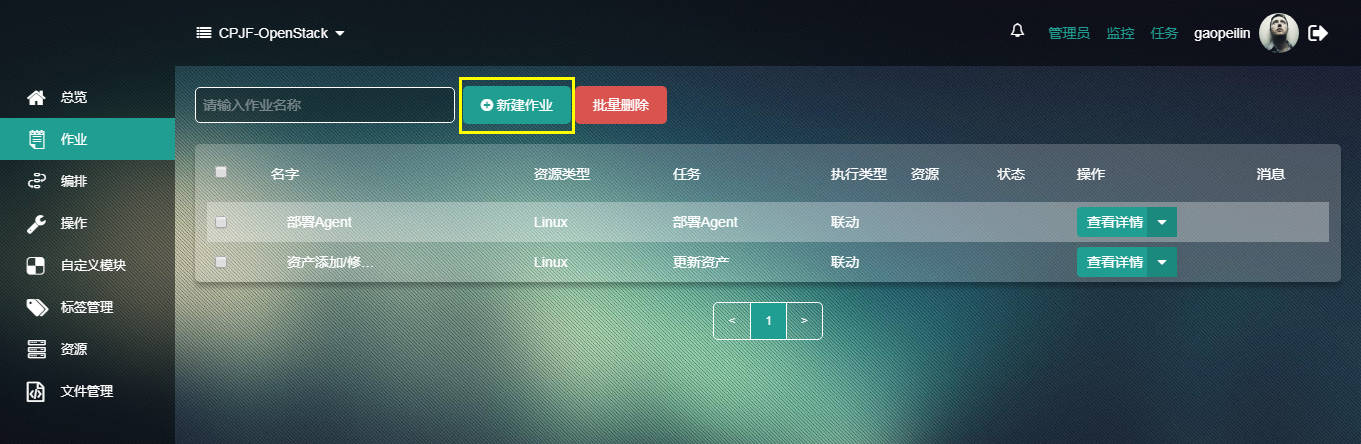 CPJF-OpenStack
管理员 监控 任务 gaopeilin
总览
作业
编排
操作
自定义模块
标签管理
资源
文件管理
请输入作业名称 新建作业 批量删除
名字 资源类型 任务 执行类型 资源 状态 操作 消息
部署Agent Linux 部署Agent 联动 查看详情
资产添加/修... Linux 更新资产 联动 查看详情
< 1 >